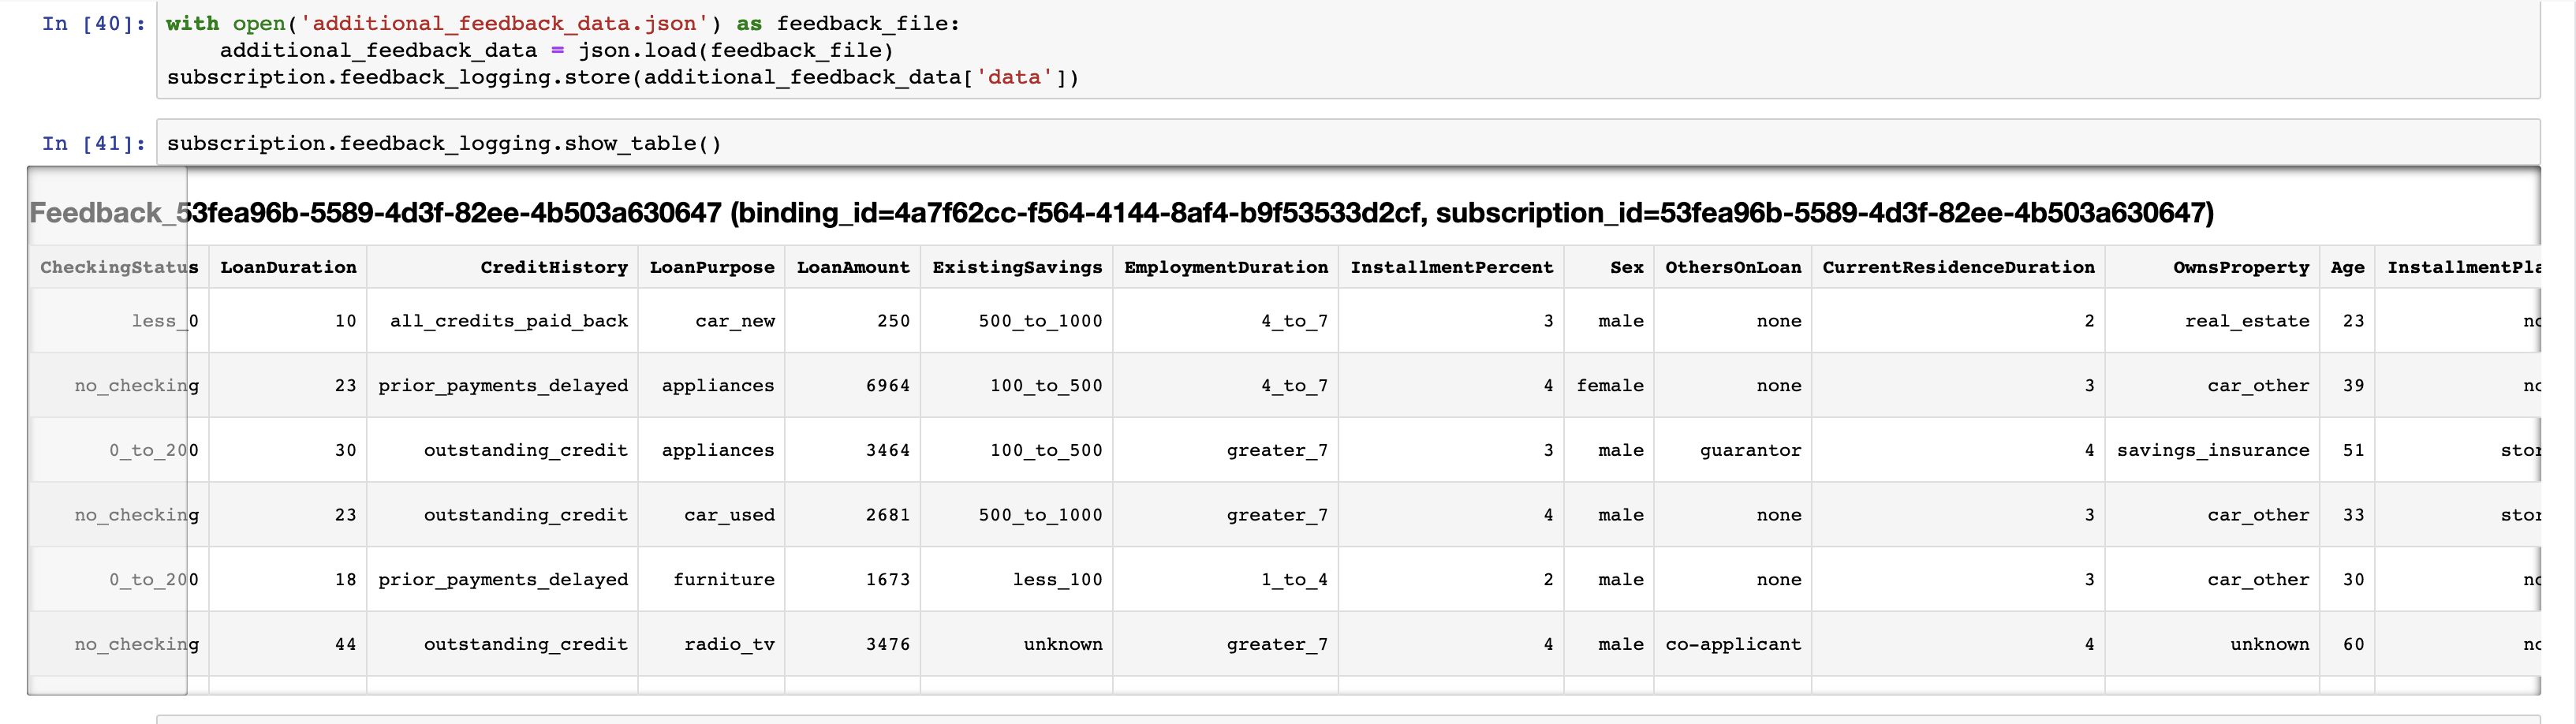 In [40]: with open('additional_feedback_data.json') as feedback_file:
    additional_feedback_data = json.load(feedback_file)
subscription.feedback_logging.store(additional_feedback_data['data'])
In [41]: subscription.feedback_logging.show_table()
Feedback_53fea96b-5589-4d3f-82ee-4b503a630647 (binding_id=4a7f62cc-f564-4144-8af4-b9f53533d2cf, subscription_id=53fea96b-5589-4d3f-82ee-4b503a630647)
CheckingStatus LoanDuration CreditHistory LoanPurpose LoanAmount ExistingSavings EmploymentDuration InstallmentPercent Sex OthersOnLoan CurrentResidenceDuration OwnsProperty Age InstallmentPla
less_0 10 all_credits_paid_back car_new 250 500_to_1000 4_to_7 3 male none 2 real_estate 23
no_checking 23 prior_payments_delayed appliances 6964 100_to_500 4_to_7 4 female none 3 car_other 39
0_to_200 30 outstanding_credit appliances 3464 100_to_500 greater_7 3 male guarantor 4 savings_insurance 51 stor
no_checking 23 outstanding_credit car_used 2681 500_to_1000 greater_7 4 male none 3 car_other 33 stor
0_to_200 18 prior_payments_delayed furniture 1673 less_100 1_to_4 2 male none 3 car_other 30
no_checking 44 outstanding_credit radio_tv 3476 unknown greater_7 4 male co-applicant 4 unknown 60